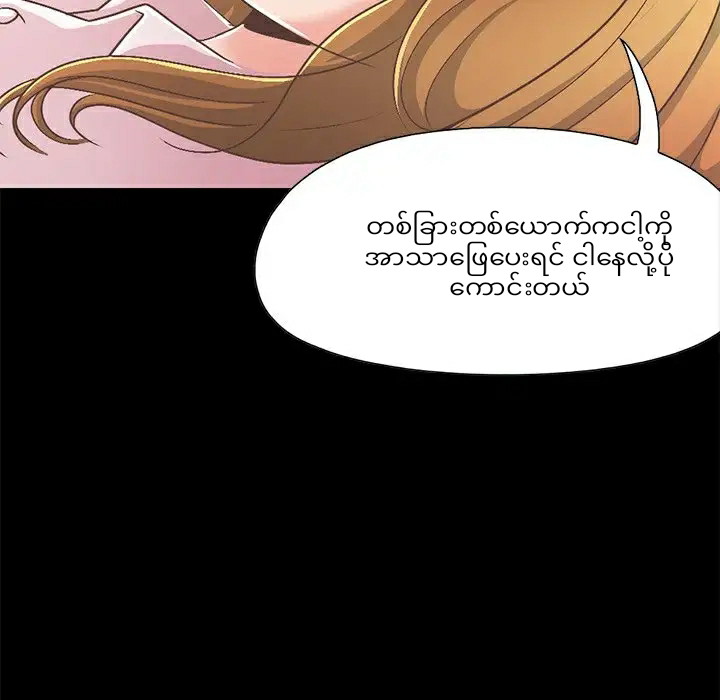 တစ်ခြားတစ်ယောက်ကငါ့ကို
အာသာဖြေပေးရင် ငါနေလို့ပို
ကောင်းတယ်